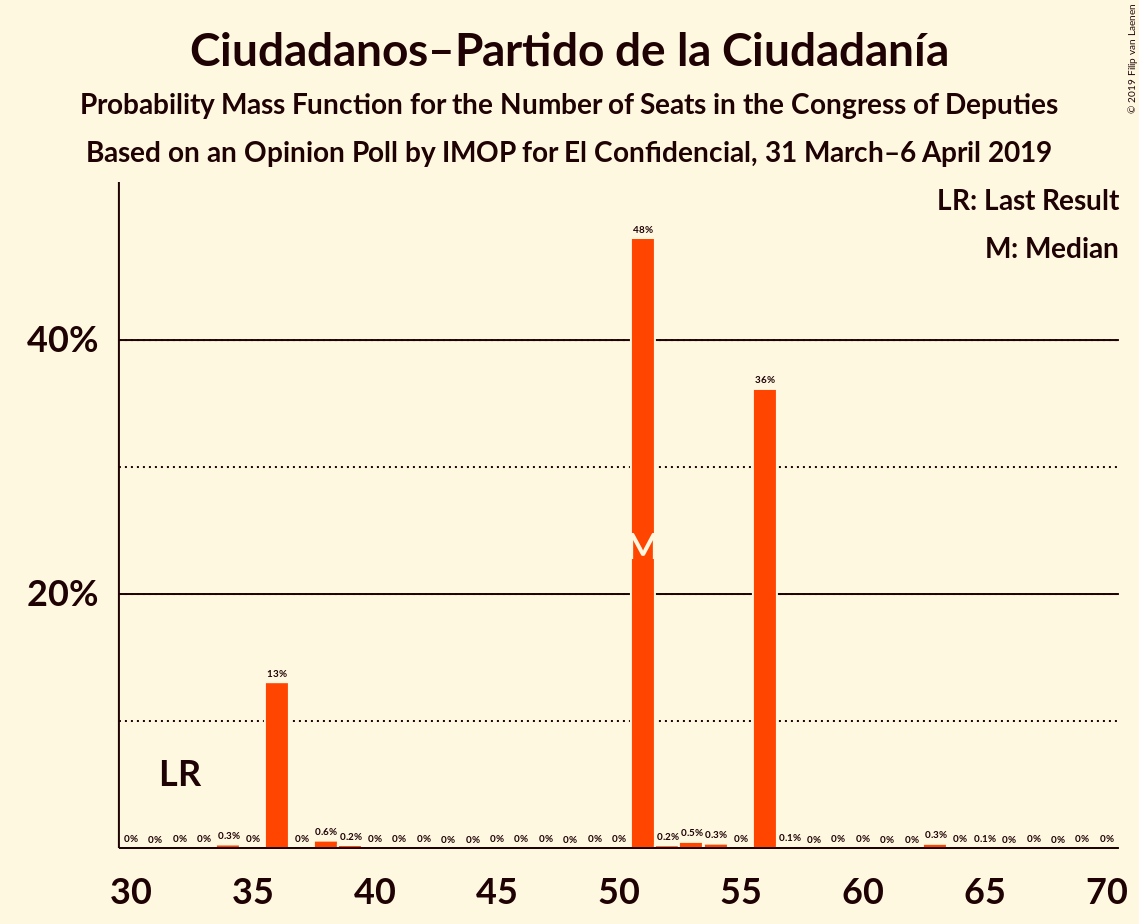 Ciudadanos–Partido de la Ciudadanía
Probability Mass Function for the Number of Seats in the Congress of Deputies
Based on an Opinion Poll by IMOP for El Confidencial, 31 March–6 April 2019
© 2019 Filip van Laenen
LR: Last Result
M: Median
48%
40%
36%
M
20%
13%
LR
0% 0% 0% 0% 0.3% 0% 0% 0.6% 0.2% 0% 0% 0% 0% 0% 0% 0% 0% 0% 0% 0% 0.2% 0.5% 0.3% 0% 0.1% 0% 0% 0% 0% 0% 0.3% 0% 0.1% 0% 0% 0% 0% 0%
30 35 40 45 50 55 60 65 70